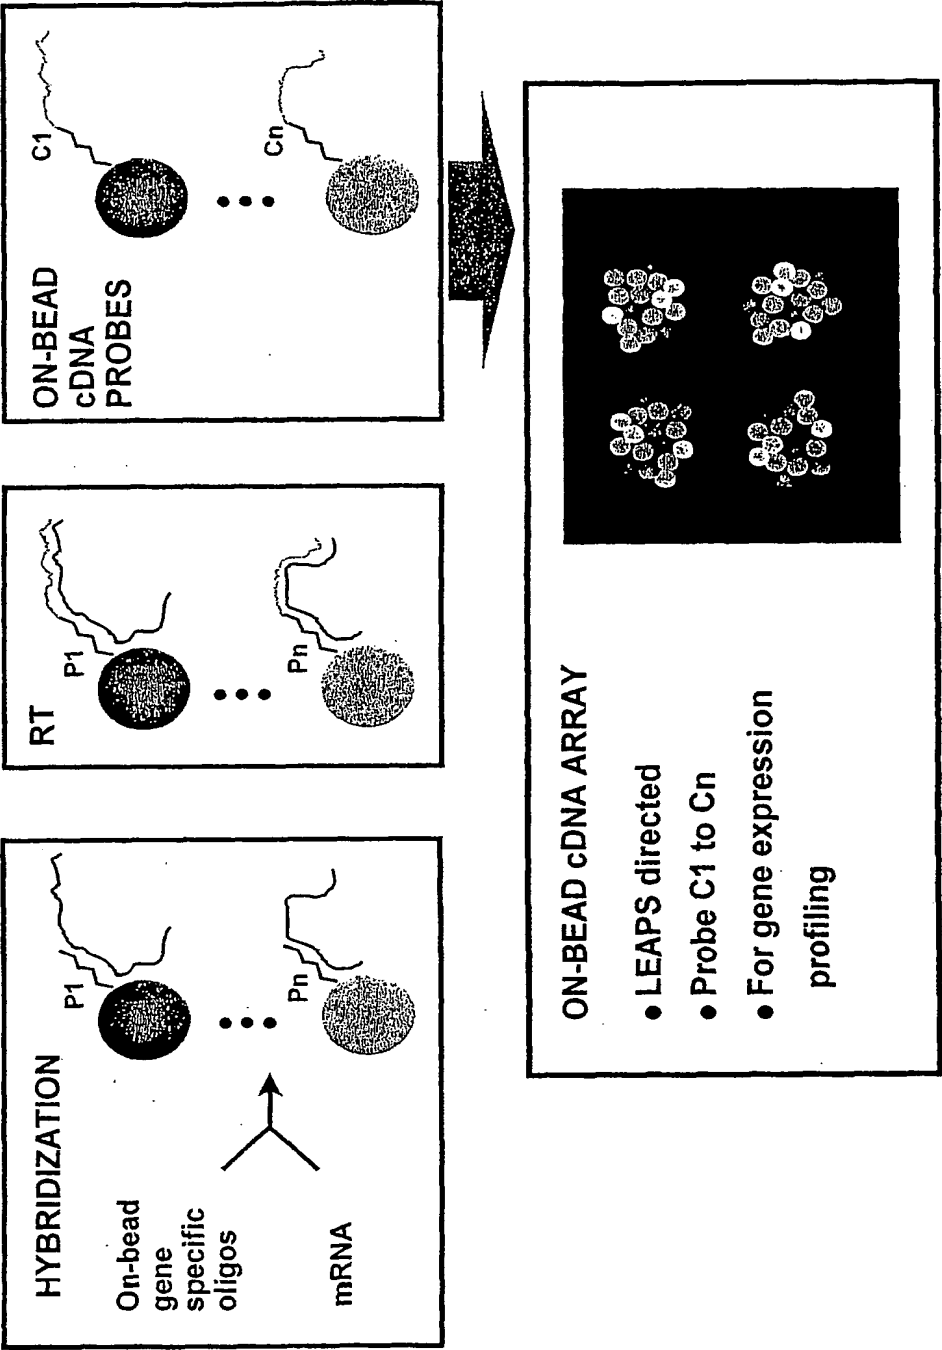 HYBRIDIZATION
On-bead
gene
specific
oligos
mRNA
P1
Pn
RT
P1
Pn
ON-BEAD
cDNA
PROBES
C1
Cn
ON-BEAD cDNA ARRAY
● LEAPS directed
● Probe C1 to Cn
● For gene expression
profiling